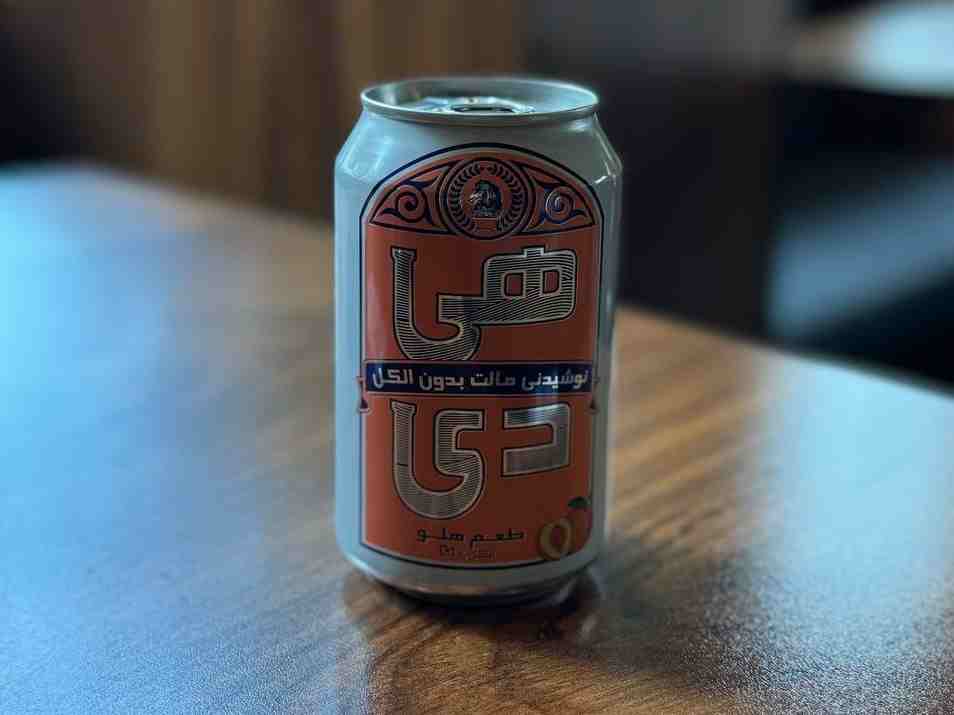 هی
نوشیدنی مالت بدون الکل
دی
طعم هلو